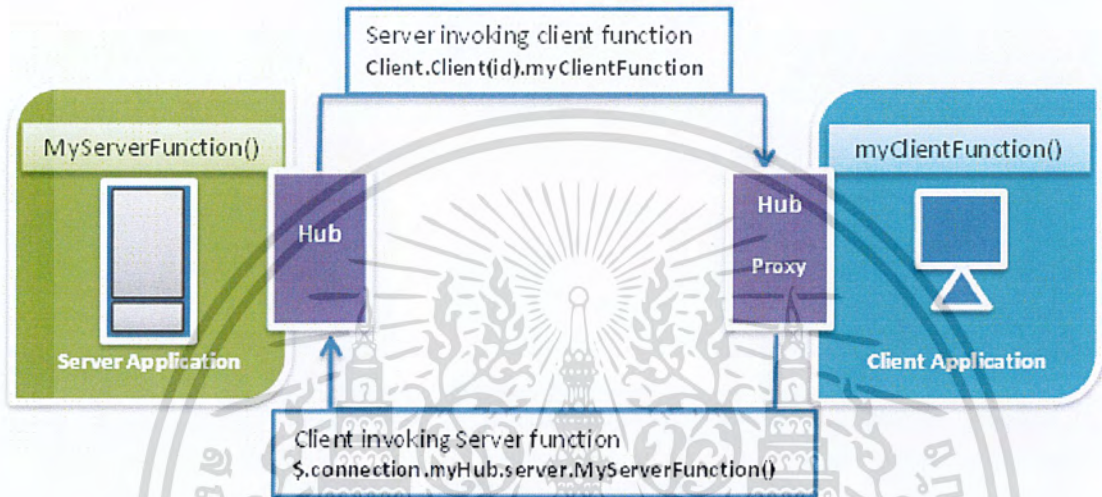 Server invoking client function
Client.Client(id).myClientFunction
MyServerFunction()
myClientFunction()
Hub
Hub
Proxy
Server Application
Client Application
Client invoking Server function
$.connection.myHub.server.MyServerFunction()